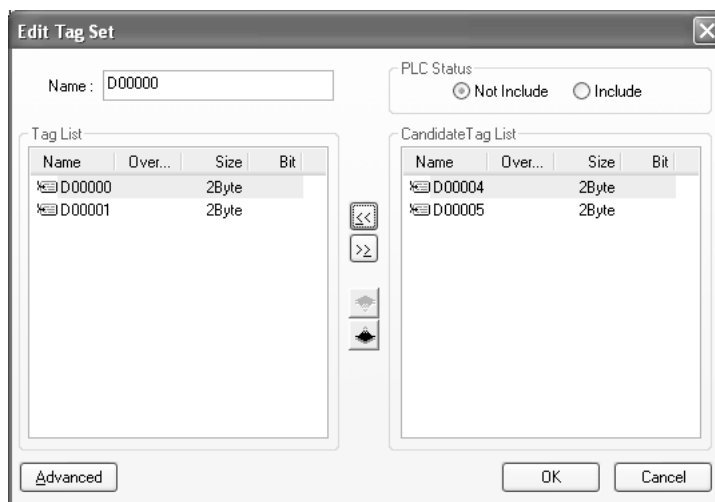 Edit Tag Set
Name : D00000
PLC Status
Not Include Include
Tag List
Name Over... Size Bit
D00000 2Byte
D00001 2Byte
<<
>>
CandidateTag List
Name Over... Size Bit
D00004 2Byte
D00005 2Byte
Advanced
OK Cancel